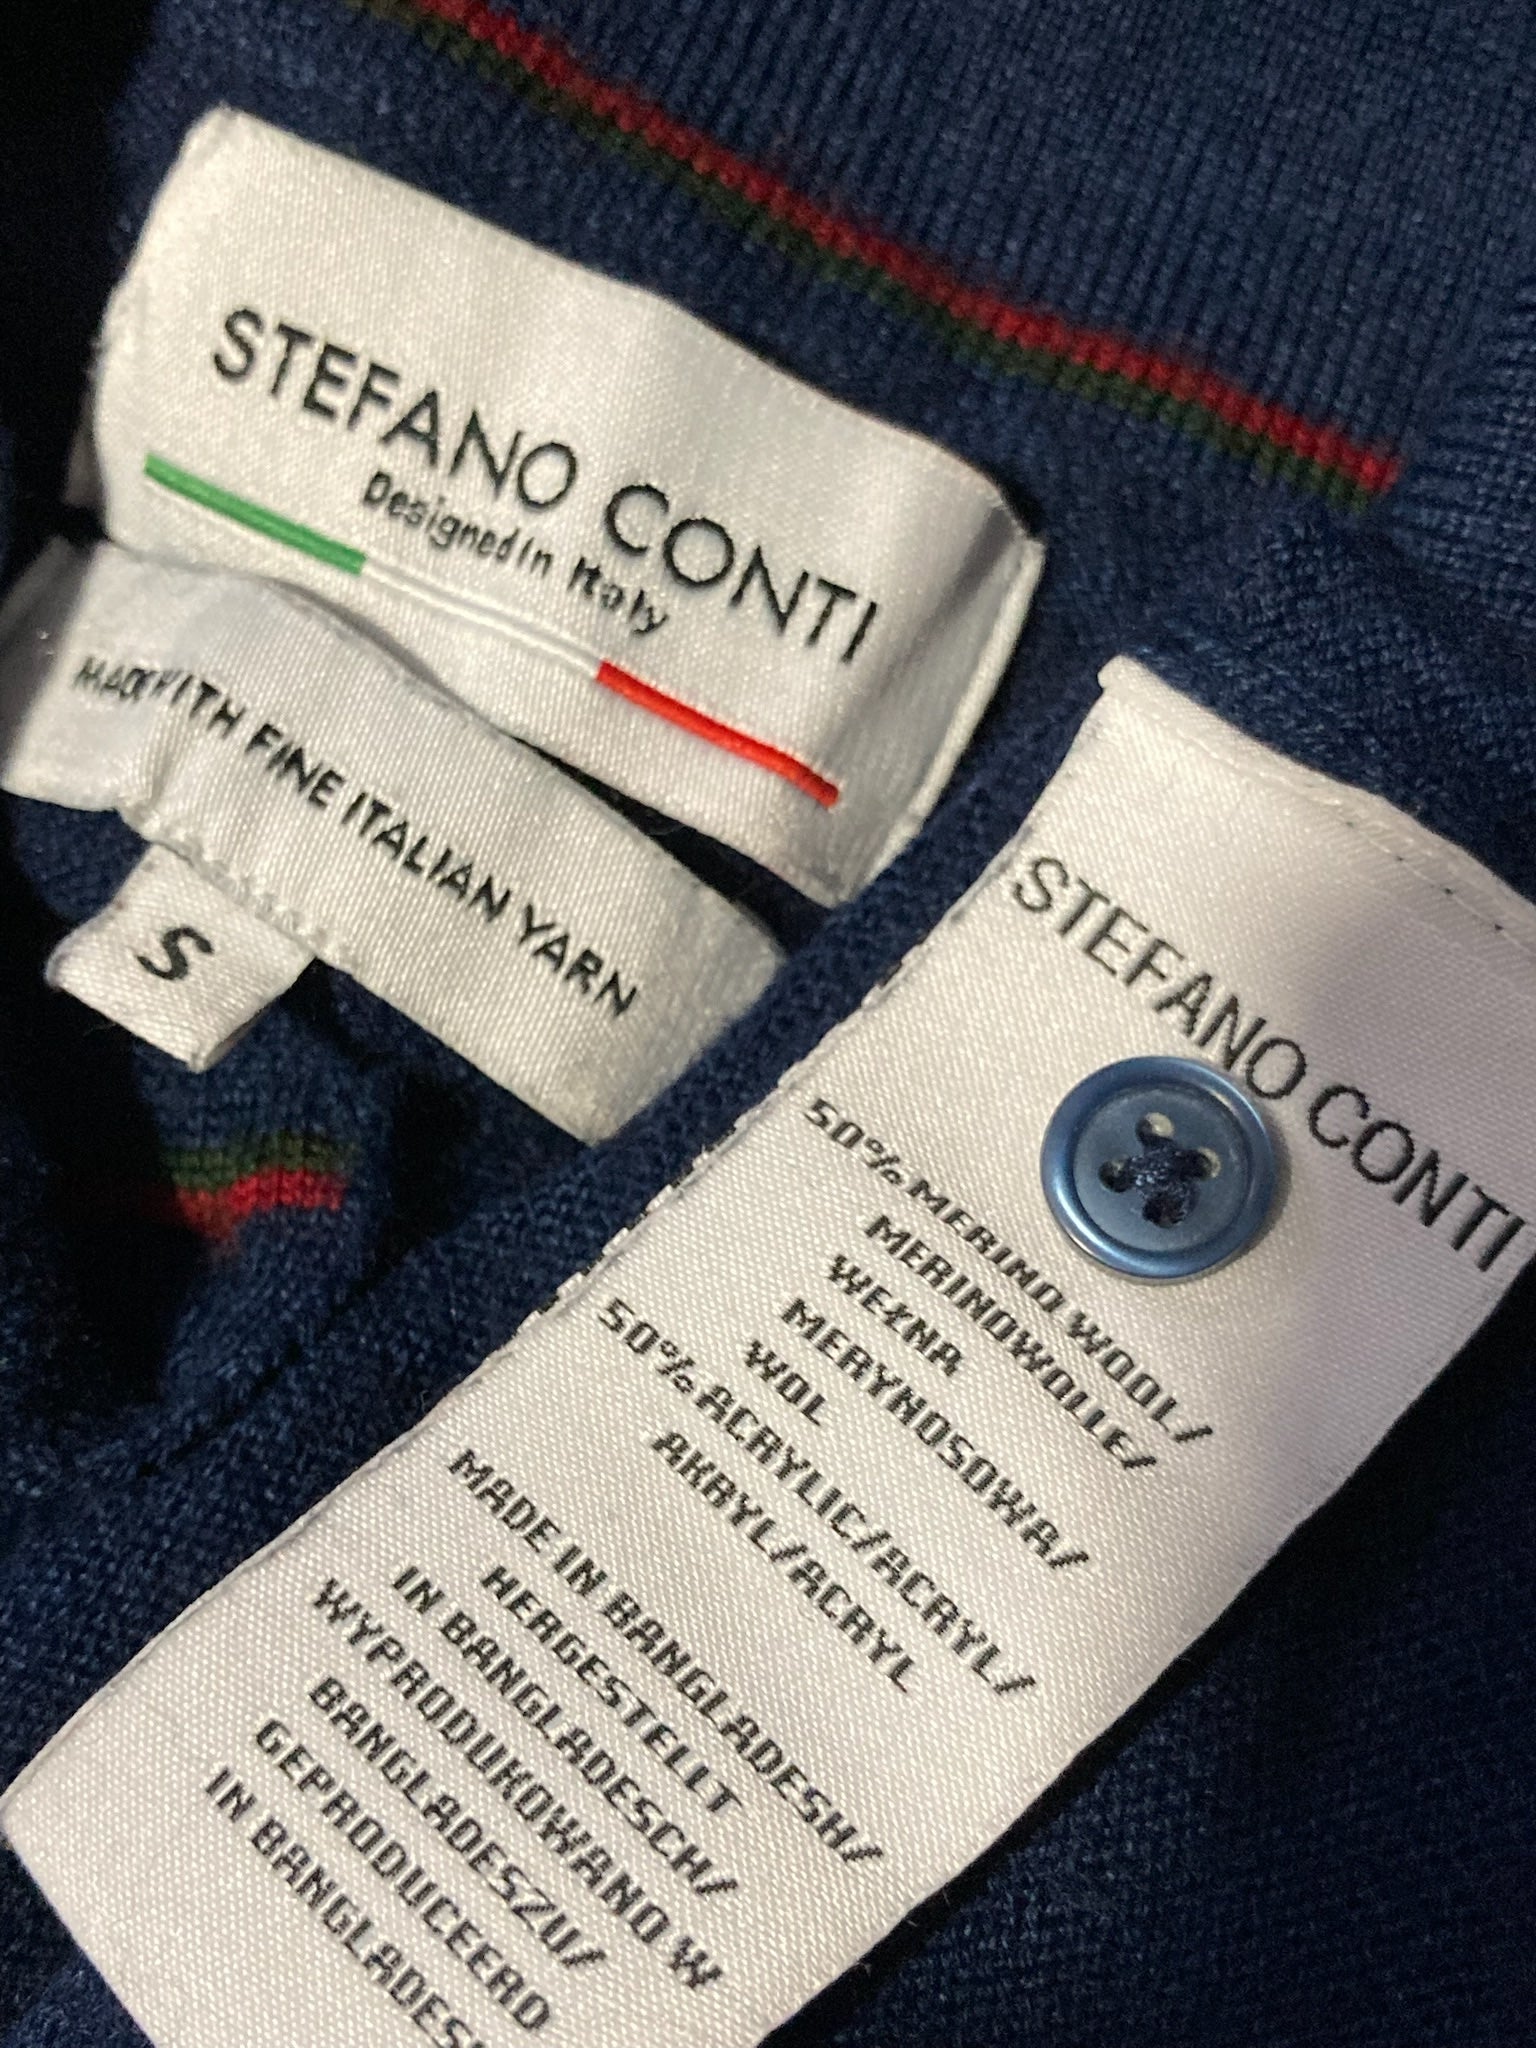 STEFANO CONTI
Designed in Italy
MADE WITH FINE ITALIAN YARN
S
STEFANO CONTI
50% MERINO WOOL/
MERINOWOLLE/
WEŁNA
MERYNOSOWA/
WOL
50% ACRYLIC/ACRYL/
AKRYL/ACRYL
MADE IN BANGLADESH/
HERGESTELLT
IN BANGLADESCH/
WYPRODUKOWANO W
BANGLADESZU/
GEPRODUCEERD
IN BANGLADES